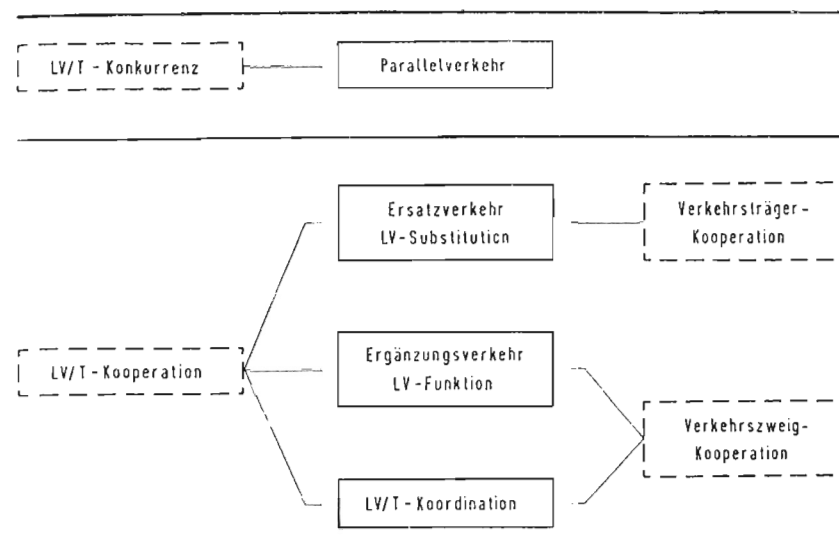 LV/T - Konkurrenz
Parallelverkehr
Ersatzverkehr
LV-Substitution
Verkehrsträger-
Kooperation
LV/T - Kooperation
Ergänzungsverkehr
LV-Funktion
Verkehrszweig-
Kooperation
LV/T - Koordination